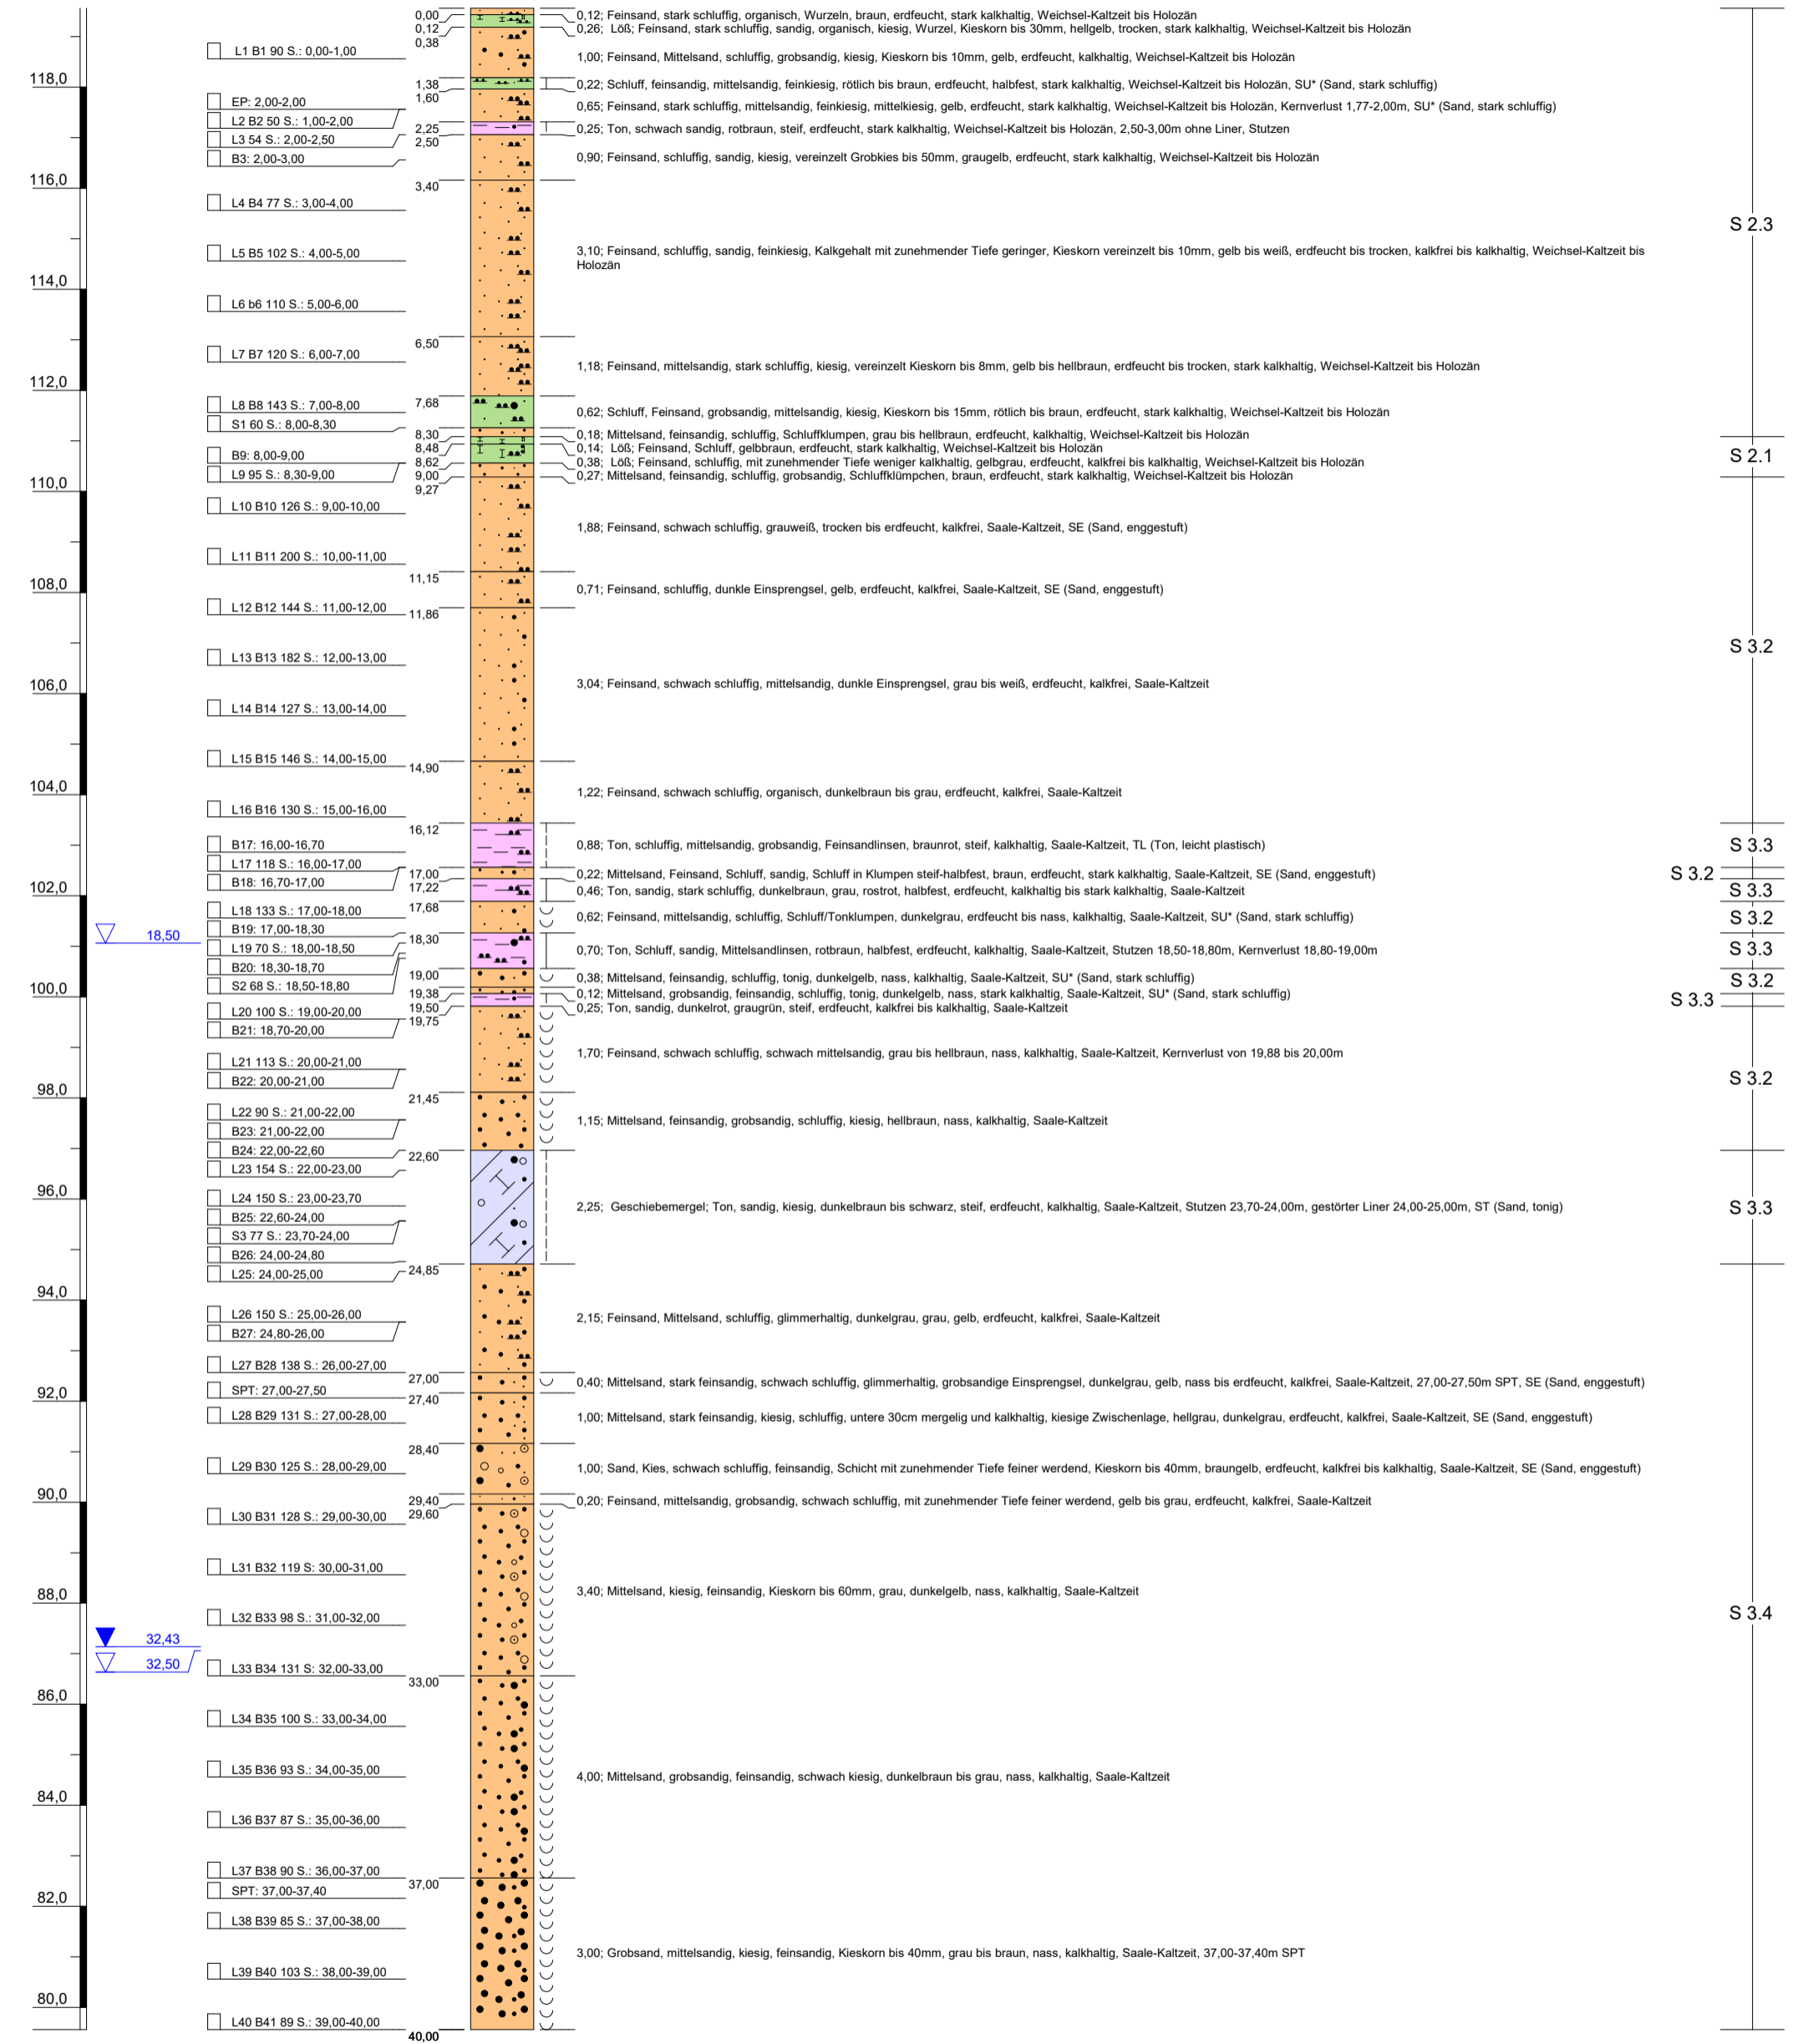 0,00
0,12; Feinsand, stark schluffig, organisch, Wurzeln, braun, erdfeucht, stark kalkhaltig, Weichsel-Kaltzeit bis Holozän
0,12
0,26; Löß; Feinsand, stark schluffig, sandig, organisch, kiesig, Wurzel, Kieskorn bis 30mm, hellgelb, trocken, stark kalkhaltig, Weichsel-Kaltzeit bis Holozän
0,38
L1 B1 90 S.: 0,00-1,00
1,00; Feinsand, Mittelsand, schluffig, grobsandig, kiesig, Kieskorn bis 10mm, gelb, erdfeucht, kalkhaltig, Weichsel-Kaltzeit bis Holozän
118,0
1,38
0,22; Schluff, feinsandig, mittelsandig, feinkiesig, rötlich bis braun, erdfeucht, halbfest, stark kalkhaltig, Weichsel-Kaltzeit bis Holozän, SU* (Sand, stark schluffig)
EP: 2,00-2,00
1,60
0,65; Feinsand, stark schluffig, mittelsandig, feinkiesig, mittelkiesig, gelb, erdfeucht, stark kalkhaltig, Weichsel-Kaltzeit bis Holozän, Kernverlust 1,77-2,00m, SU* (Sand, stark schluffig)
L2 B2 50 S.: 1,00-2,00
2,25
0,25; Ton, schwach sandig, rotbraun, steif, erdfeucht, stark kalkhaltig, Weichsel-Kaltzeit bis Holozän, 2,50-3,00m ohne Liner, Stutzen
L3 54 S.: 2,00-2,50
2,50
B3: 2,00-3,00
0,90; Feinsand, schluffig, sandig, kiesig, vereinzelt Grobkies bis 50mm, graugelb, erdfeucht, stark kalkhaltig, Weichsel-Kaltzeit bis Holozän
116,0
3,40
L4 B4 77 S.: 3,00-4,00
S 2.3
L5 B5 102 S.: 4,00-5,00
3,10; Feinsand, schluffig, sandig, feinkiesig, Kalkgehalt mit zunehmender Tiefe geringer, Kieskorn vereinzelt bis 10mm, gelb bis weiß, erdfeucht bis trocken, kalkfrei bis kalkhaltig, Weichsel-Kaltzeit bis
Holozän
114,0
L6 b6 110 S.: 5,00-6,00
6,50
L7 B7 120 S.: 6,00-7,00
1,18; Feinsand, mittelsandig, stark schluffig, kiesig, vereinzelt Kieskorn bis 8mm, gelb bis hellbraun, erdfeucht bis trocken, stark kalkhaltig, Weichsel-Kaltzeit bis Holozän
112,0
7,68
L8 B8 143 S.: 7,00-8,00
0,62; Schluff, Feinsand, grobsandig, mittelsandig, kiesig, Kieskorn bis 15mm, rötlich bis braun, erdfeucht, stark kalkhaltig, Weichsel-Kaltzeit bis Holozän
S1 60 S.: 8,00-8,30
8,30
0,18; Mittelsand, feinsandig, schluffig, Schluffklumpen, grau bis hellbraun, erdfeucht, kalkhaltig, Weichsel-Kaltzeit bis Holozän
8,48
0,14; Löß; Feinsand, Schluff, gelbbraun, erdfeucht, stark kalkhaltig, Weichsel-Kaltzeit bis Holozän
B9: 8,00-9,00
S 2.1
8,62
0,38; Löß; Feinsand, schluffig, mit zunehmender Tiefe weniger kalkhaltig, gelbgrau, erdfeucht, kalkfrei bis kalkhaltig, Weichsel-Kaltzeit bis Holozän
L9 95 S.: 8,30-9,00
9,00
0,27; Mittelsand, feinsandig, schluffig, grobsandig, Schluffklümpchen, braun, erdfeucht, stark kalkhaltig, Weichsel-Kaltzeit bis Holozän
110,0
9,27
L10 B10 126 S.: 9,00-10,00
1,88; Feinsand, schwach schluffig, grauweiß, trocken bis erdfeucht, kalkfrei, Saale-Kaltzeit, SE (Sand, enggestuft)
L11 B11 200 S.: 10,00-11,00
11,15
108,0
0,71; Feinsand, schluffig, dunkle Einsprengsel, gelb, erdfeucht, kalkfrei, Saale-Kaltzeit, SE (Sand, enggestuft)
L12 B12 144 S.: 11,00-12,00
11,86
S 3.2
L13 B13 182 S.: 12,00-13,00
106,0
3,04; Feinsand, schwach schluffig, mittelsandig, dunkle Einsprengsel, grau bis weiß, erdfeucht, kalkfrei, Saale-Kaltzeit
L14 B14 127 S.: 13,00-14,00
L15 B15 146 S.: 14,00-15,00
14,90
104,0
1,22; Feinsand, schwach schluffig, organisch, dunkelbraun bis grau, erdfeucht, kalkfrei, Saale-Kaltzeit
L16 B16 130 S.: 15,00-16,00
16,12
B17: 16,00-16,70
0,88; Ton, schluffig, mittelsandig, grobsandig, Feinsandlinsen, braunrot, steif, kalkhaltig, Saale-Kaltzeit, TL (Ton, leicht plastisch)
S 3.3
L17 118 S.: 16,00-17,00
17,00
0,22; Mittelsand, Feinsand, Schluff, sandig, Schluff in Klumpen steif-halbfest, braun, erdfeucht, stark kalkhaltig, Saale-Kaltzeit, SE (Sand, enggestuft)
S 3.2
B18: 16,70-17,00
17,22
0,46; Ton, sandig, stark schluffig, dunkelbraun, grau, rostrot, halbfest, erdfeucht, kalkhaltig bis stark kalkhaltig, Saale-Kaltzeit
S 3.3
102,0
L18 133 S.: 17,00-18,00
17,68
0,62; Feinsand, mittelsandig, schluffig, Schluff/Tonklumpen, dunkelgrau, erdfeucht bis nass, kalkhaltig, Saale-Kaltzeit, SU* (Sand, stark schluffig)
S 3.2
B19: 17,00-18,30
18,50
18,30
L19 70 S.: 18,00-18,50
0,70; Ton, Schluff, sandig, Mittelsandlinsen, rotbraun, halbfest, erdfeucht, kalkhaltig, Saale-Kaltzeit, Stutzen 18,50-18,80m, Kernverlust 18,80-19,00m
S 3.3
B20: 18,30-18,70
19,00
0,38; Mittelsand, feinsandig, schluffig, tonig, dunkelgelb, nass, kalkhaltig, Saale-Kaltzeit, SU* (Sand, stark schluffig)
S 3.2
S2 68 S.: 18,50-18,80
100,0
19,38
0,12; Mittelsand, grobsandig, feinsandig, schluffig, tonig, dunkelgelb, nass, stark kalkhaltig, Saale-Kaltzeit, SU* (Sand, stark schluffig)
S 3.3
L20 100 S.: 19,00-20,00
19,50
0,25; Ton, sandig, dunkelrot, graugrün, steif, erdfeucht, kalkfrei bis kalkhaltig, Saale-Kaltzeit
B21: 18,70-20,00
19,75
1,70; Feinsand, schwach schluffig, schwach mittelsandig, grau bis hellbraun, nass, kalkhaltig, Saale-Kaltzeit, Kernverlust von 19,88 bis 20,00m
L21 113 S.: 20,00-21,00
B22: 20,00-21,00
S 3.2
98,0
21,45
L22 90 S.: 21,00-22,00
1,15; Mittelsand, feinsandig, grobsandig, schluffig, kiesig, hellbraun, nass, kalkhaltig, Saale-Kaltzeit
B23: 21,00-22,00
B24: 22,00-22,60
22,60
L23 154 S.: 22,00-23,00
96,0
L24 150 S.: 23,00-23,70
2,25; Geschiebemergel; Ton, sandig, kiesig, dunkelbraun bis schwarz, steif, erdfeucht, kalkhaltig, Saale-Kaltzeit, Stutzen 23,70-24,00m, gestörter Liner 24,00-25,00m, ST (Sand, tonig)
S 3.3
B25: 22,60-24,00
S3 77 S.: 23,70-24,00
B26: 24,00-24,80
L25: 24,00-25,00
24,85
94,0
L26 150 S.: 25,00-26,00
2,15; Feinsand, Mittelsand, schluffig, glimmerhaltig, dunkelgrau, grau, gelb, erdfeucht, kalkfrei, Saale-Kaltzeit
B27: 24,80-26,00
L27 B28 138 S.: 26,00-27,00
27,00
0,40; Mittelsand, stark feinsandig, schwach schluffig, glimmerhaltig, grobsandige Einsprengsel, dunkelgrau, gelb, nass bis erdfeucht, kalkfrei, Saale-Kaltzeit, 27,00-27,50m SPT, SE (Sand, enggestuft)
SPT: 27,00-27,50
92,0
27,40
L28 B29 131 S.: 27,00-28,00
1,00; Mittelsand, stark feinsandig, kiesig, schluffig, untere 30cm mergelig und kalkhaltig, kiesige Zwischenlage, hellgrau, dunkelgrau, erdfeucht, kalkfrei, Saale-Kaltzeit, SE (Sand, enggestuft)
28,40
L29 B30 125 S.: 28,00-29,00
1,00; Sand, Kies, schwach schluffig, feinsandig, Schicht mit zunehmender Tiefe feiner werdend, Kieskorn bis 40mm, braungelb, erdfeucht, kalkfrei bis kalkhaltig, Saale-Kaltzeit, SE (Sand, enggestuft)
90,0
29,40
0,20; Feinsand, mittelsandig, grobsandig, schwach schluffig, mit zunehmender Tiefe feiner werdend, gelb bis grau, erdfeucht, kalkfrei, Saale-Kaltzeit
L30 B31 128 S.: 29,00-30,00
29,60
L31 B32 119 S: 30,00-31,00
88,0
3,40; Mittelsand, kiesig, feinsandig, Kieskorn bis 60mm, grau, dunkelgelb, nass, kalkhaltig, Saale-Kaltzeit
S 3.4
L32 B33 98 S.: 31,00-32,00
32,43
32,50
L33 B34 131 S: 32,00-33,00
33,00
86,0
L34 B35 100 S.: 33,00-34,00
L35 B36 93 S.: 34,00-35,00
4,00; Mittelsand, grobsandig, feinsandig, schwach kiesig, dunkelbraun bis grau, nass, kalkhaltig, Saale-Kaltzeit
84,0
L36 B37 87 S.: 35,00-36,00
L37 B38 90 S.: 36,00-37,00
37,00
SPT: 37,00-37,40
82,0
L38 B39 85 S.: 37,00-38,00
3,00; Grobsand, mittelsandig, kiesig, feinsandig, Kieskorn bis 40mm, grau bis braun, nass, kalkhaltig, Saale-Kaltzeit, 37,00-37,40m SPT
L39 B40 103 S.: 38,00-39,00
80,0
L40 B41 89 S.: 39,00-40,00
40,00